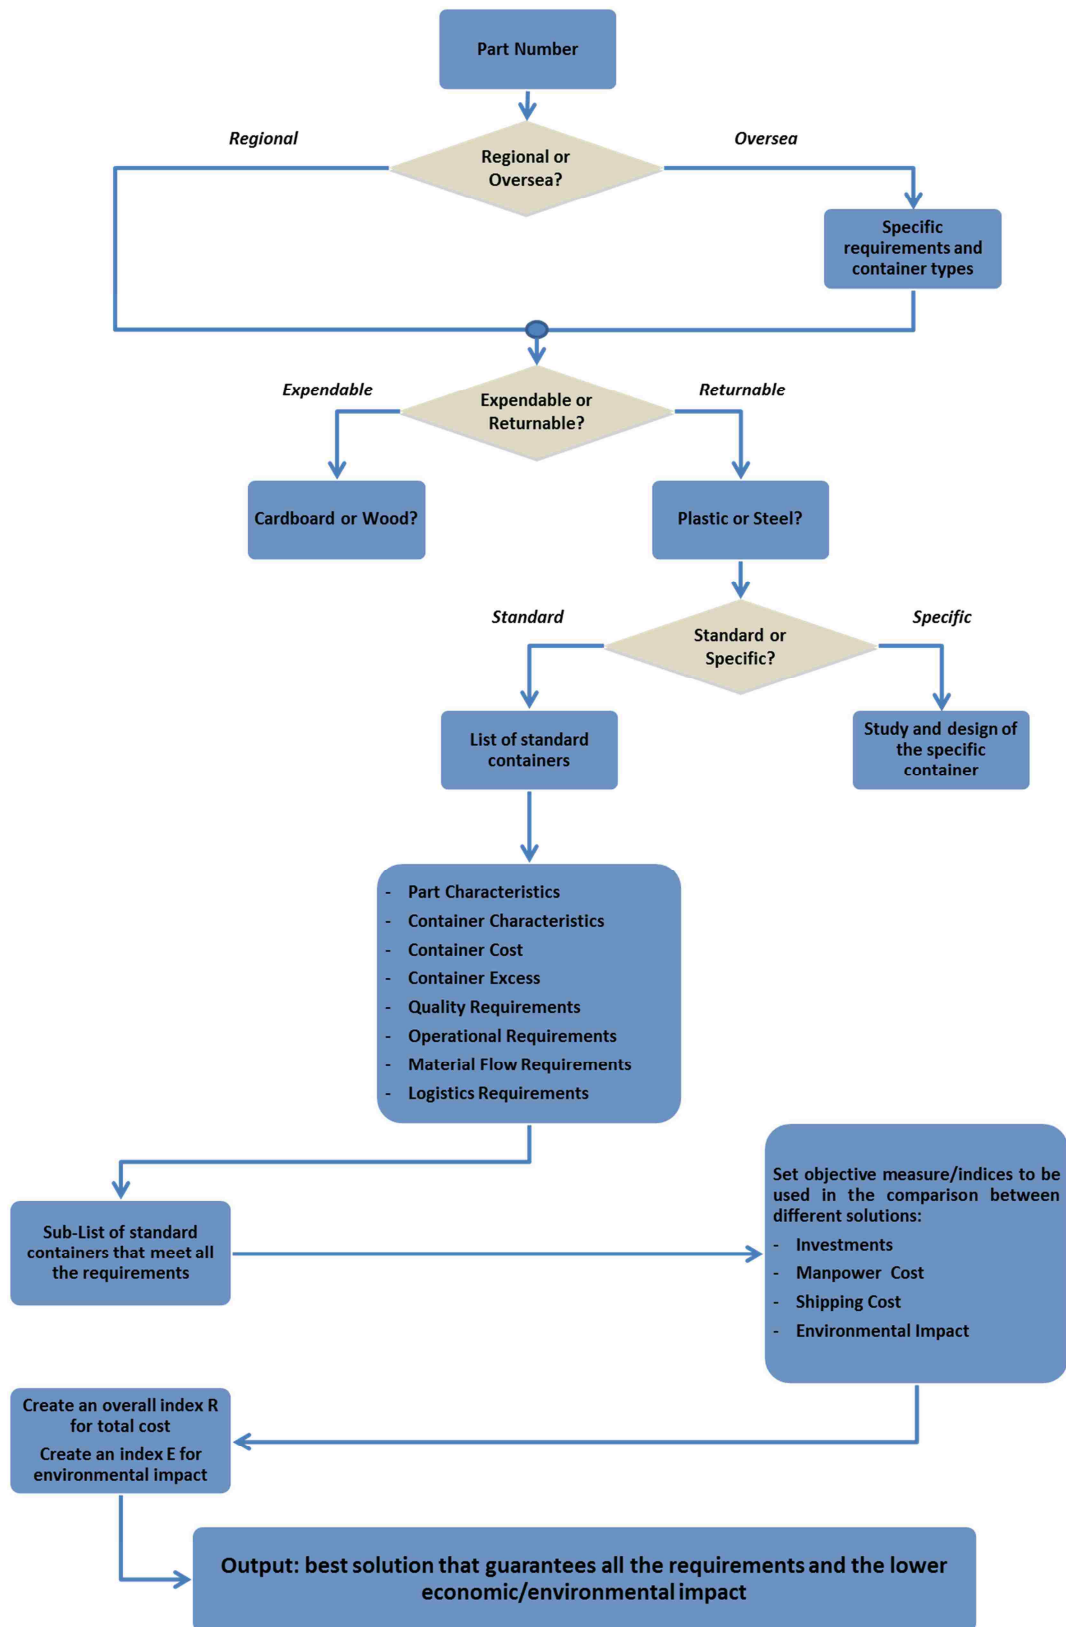 Part Number
Regional
Oversea
Regional or
Oversea?
Specific
requirements and
container types
Expendable
Returnable
Expendable or
Returnable?
Cardboard or Wood?
Plastic or Steel?
Standard
Specific
Standard or
Specific?
List of standard
containers
Study and design of
the specific
container
- Part Characteristics
- Container Characteristics
- Container Cost
- Container Excess
- Quality Requirements
- Operational Requirements
- Material Flow Requirements
- Logistics Requirements
Sub-List of standard
containers that meet all
the requirements
Set objective measure/indices to be
used in the comparison between
different solutions:
- Investments
- Manpower Cost
- Shipping Cost
- Environmental Impact
Create an overall index R
for total cost
Create an index E for
environmental impact
Output: best solution that guarantees all the requirements and the lower
economic/environmental impact